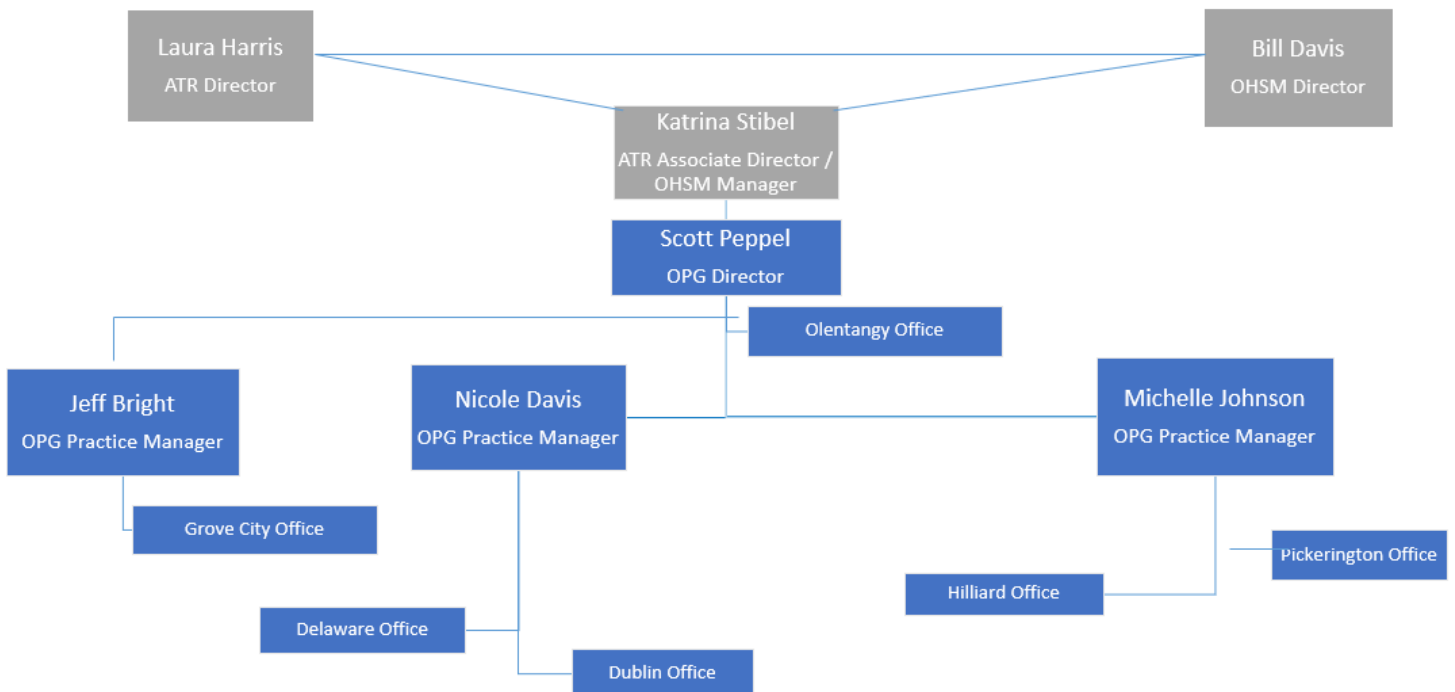 Laura Harris
ATR Director
Bill Davis
OHSM Director
Katrina Stibel
ATR Associate Director /
OHSM Manager
Scott Peppel
OPG Director
Olentangy Office
Jeff Bright
OPG Practice Manager
Nicole Davis
OPG Practice Manager
Michelle Johnson
OPG Practice Manager
Grove City Office
Pickerington Office
Hilliard Office
Delaware Office
Dublin Office